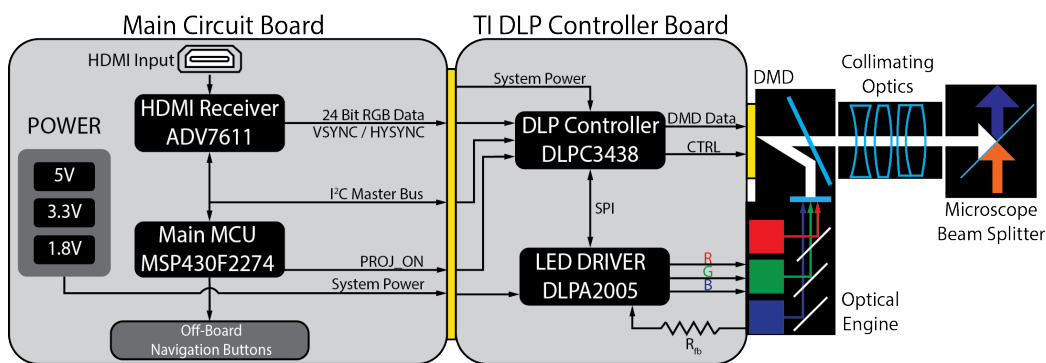 Main Circuit Board
TI DLP Controller Board
HDMI Input
POWER
5V
3.3V
1.8V
HDMI Receiver
ADV7611
24 Bit RGB Data
VSYNC / HYSYNC
I²C Master Bus
Main MCU
MSP430F2274
PROJ_ON
System Power
Off-Board
Navigation Buttons
System Power
DLP Controller
DLPC3438
DMD Data
CTRL
SPI
LED DRIVER
DLPA2005
R
G
B
Rfb
DMD
Collimating
Optics
Microscope
Beam Splitter
Optical
Engine